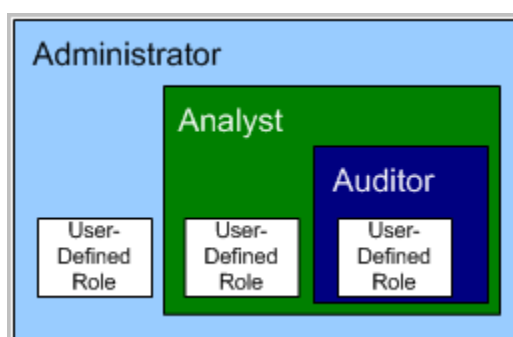 Administrator
Analyst
Auditor
User-
Defined
Role
User-
Defined
Role
User-
Defined
Role